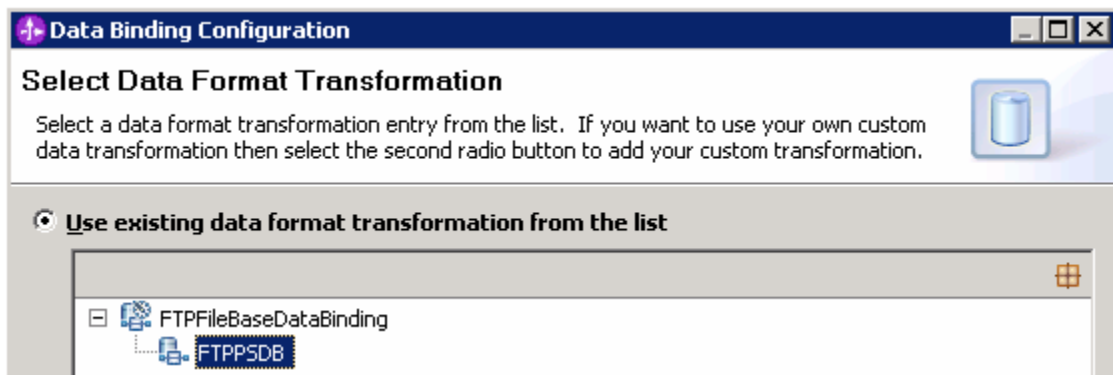 Data Binding Configuration
Select Data Format Transformation
Select a data format transformation entry from the list. If you want to use your own custom
data transformation then select the second radio button to add your custom transformation.
Use existing data format transformation from the list
FTPFileBaseDataBinding
FTPPSDB